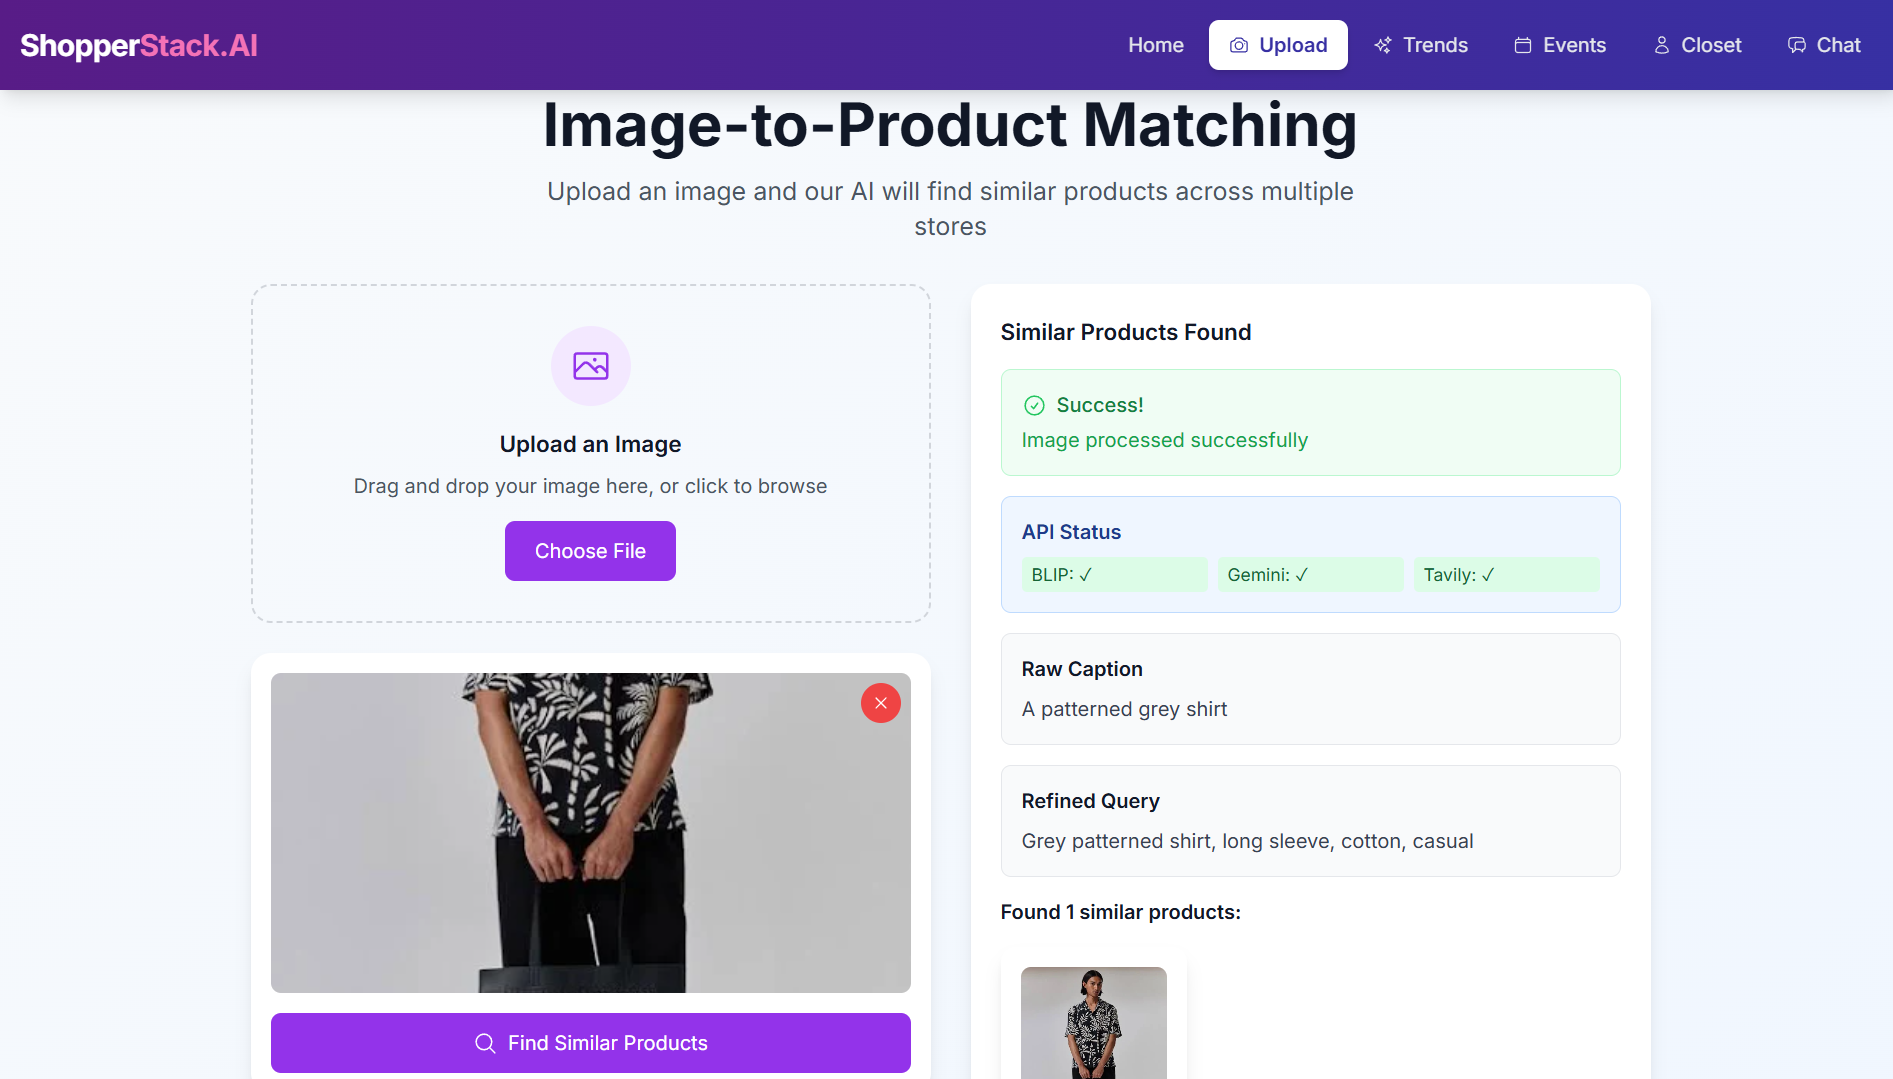 ShopperStack.AI
Home
Upload
Trends
Events
Closet
Chat
Image-to-Product Matching
Upload an image and our AI will find similar products across multiple
stores
Upload an Image
Drag and drop your image here, or click to browse
Choose File
Find Similar Products
Similar Products Found
Success!
Image processed successfully
API Status
BLIP: ✓
Gemini: ✓
Tavily: ✓
Raw Caption
A patterned grey shirt
Refined Query
Grey patterned shirt, long sleeve, cotton, casual
Found 1 similar products: